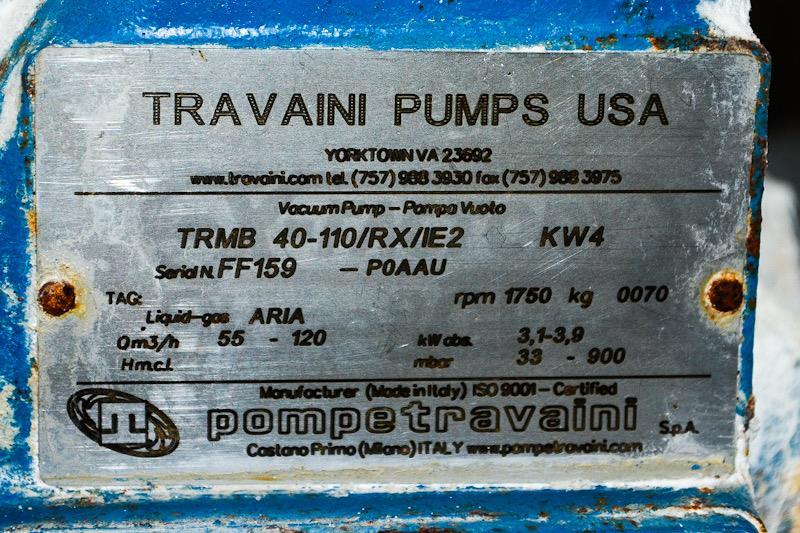 TRAVAINI PUMPS USA
YORKTOWN VA 23692
www.travaini.com tel. (757) 988 3930 fax (757) 988 3975
Vacuum Pump - Pompa Vuoto
TRMB 40-110/RX/IE2 KW4
Serial N. FF159 - P0AAU
TAG: rpm 1750 kg 0070
Liquid-gas ARIA
Q m3/h 55 - 120 kW abs. 3,1-3,9
H m.c.l. mbar 33 - 900
Manufacturer (Made in Italy) ISO 9001 - Certified
pompetravaini S.p.A.
Castano Primo (Milano) ITALY www.pompetravaini.com